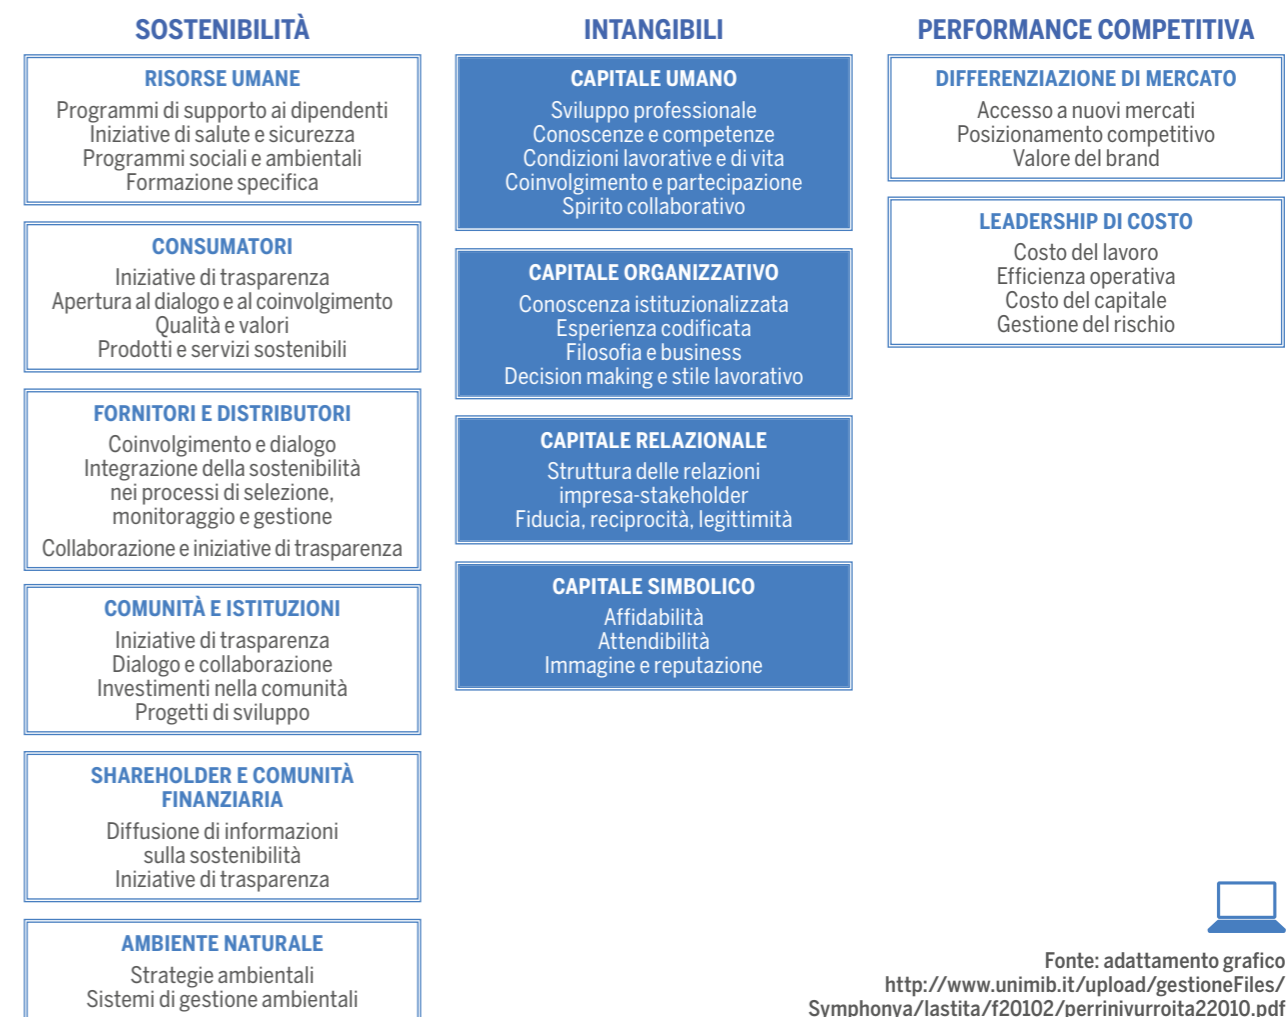 SOSTENIBILITÀ
RISORSE UMANE
Programmi di supporto ai dipendenti
Iniziative di salute e sicurezza
Programmi sociali e ambientali
Formazione specifica
CONSUMATORI
Iniziative di trasparenza
Apertura al dialogo e al coinvolgimento
Qualità e valori
Prodotti e servizi sostenibili
FORNITORI E DISTRIBUTORI
Coinvolgimento e dialogo
Integrazione della sostenibilità
nei processi di selezione,
monitoraggio e gestione
Collaborazione e iniziative di trasparenza
COMUNITÀ E ISTITUZIONI
Iniziative di trasparenza
Dialogo e collaborazione
Investimenti nella comunità
Progetti di sviluppo
SHAREHOLDER E COMUNITÀ
FINANZIARIA
Diffusione di informazioni
sulla sostenibilità
Iniziative di trasparenza
AMBIENTE NATURALE
Strategie ambientali
Sistemi di gestione ambientali
INTANGIBILI
CAPITALE UMANO
Sviluppo professionale
Conoscenze e competenze
Condizioni lavorative e di vita
Coinvolgimento e partecipazione
Spirito collaborativo
CAPITALE ORGANIZZATIVO
Conoscenza istituzionalizzata
Esperienza codificata
Filosofia e business
Decision making e stile lavorativo
CAPITALE RELAZIONALE
Struttura delle relazioni
impresa-stakeholder
Fiducia, reciprocità, legittimità
CAPITALE SIMBOLICO
Affidabilità
Attendibilità
Immagine e reputazione
PERFORMANCE COMPETITIVA
DIFFERENZIAZIONE DI MERCATO
Accesso a nuovi mercati
Posizionamento competitivo
Valore del brand
LEADERSHIP DI COSTO
Costo del lavoro
Efficienza operativa
Costo del capitale
Gestione del rischio
Fonte: adattamento grafico
http://www.unimib.it/upload/gestioneFiles/
Symphonya/lastita/f20102/perrinivurroita22010.pdf